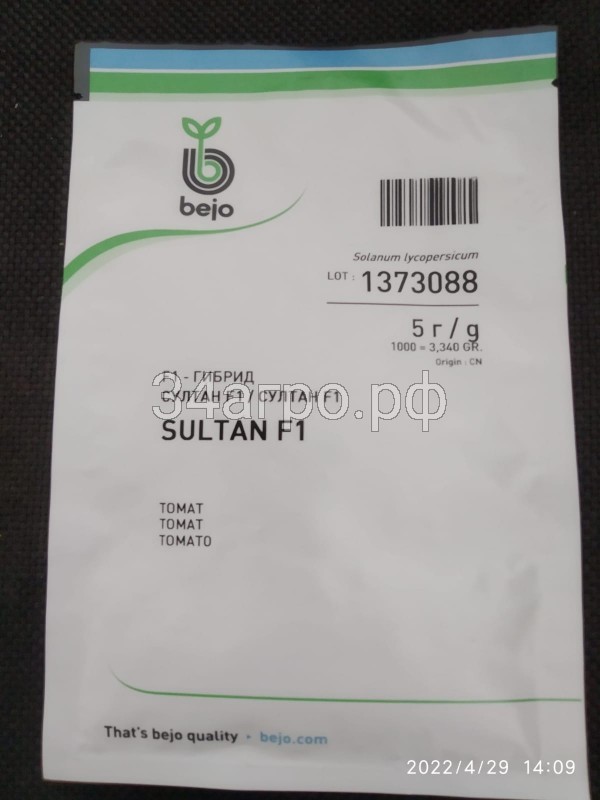 bejo
Solanum lycopersicum
LOT : 1373088
5 г / g
1000 = 3,340 GR.
Origin : CN
F1 - ГИБРИД
СУЛТАН F1 / СУЛТАН F1
34агро.рф
SULTAN F1
ТОМАТ
ТОМАТ
TOMATO
That's bejo quality · bejo.com
2022/4/29 14:09